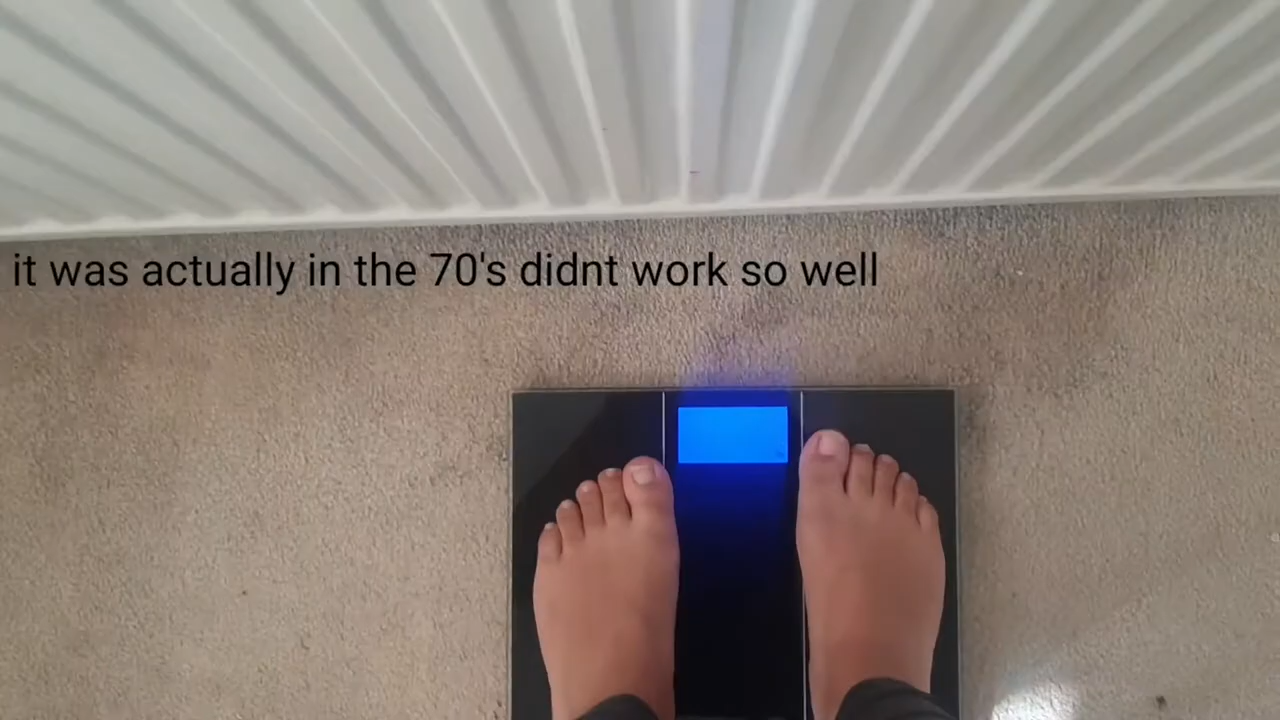 it was actually in the 70's didnt work so well